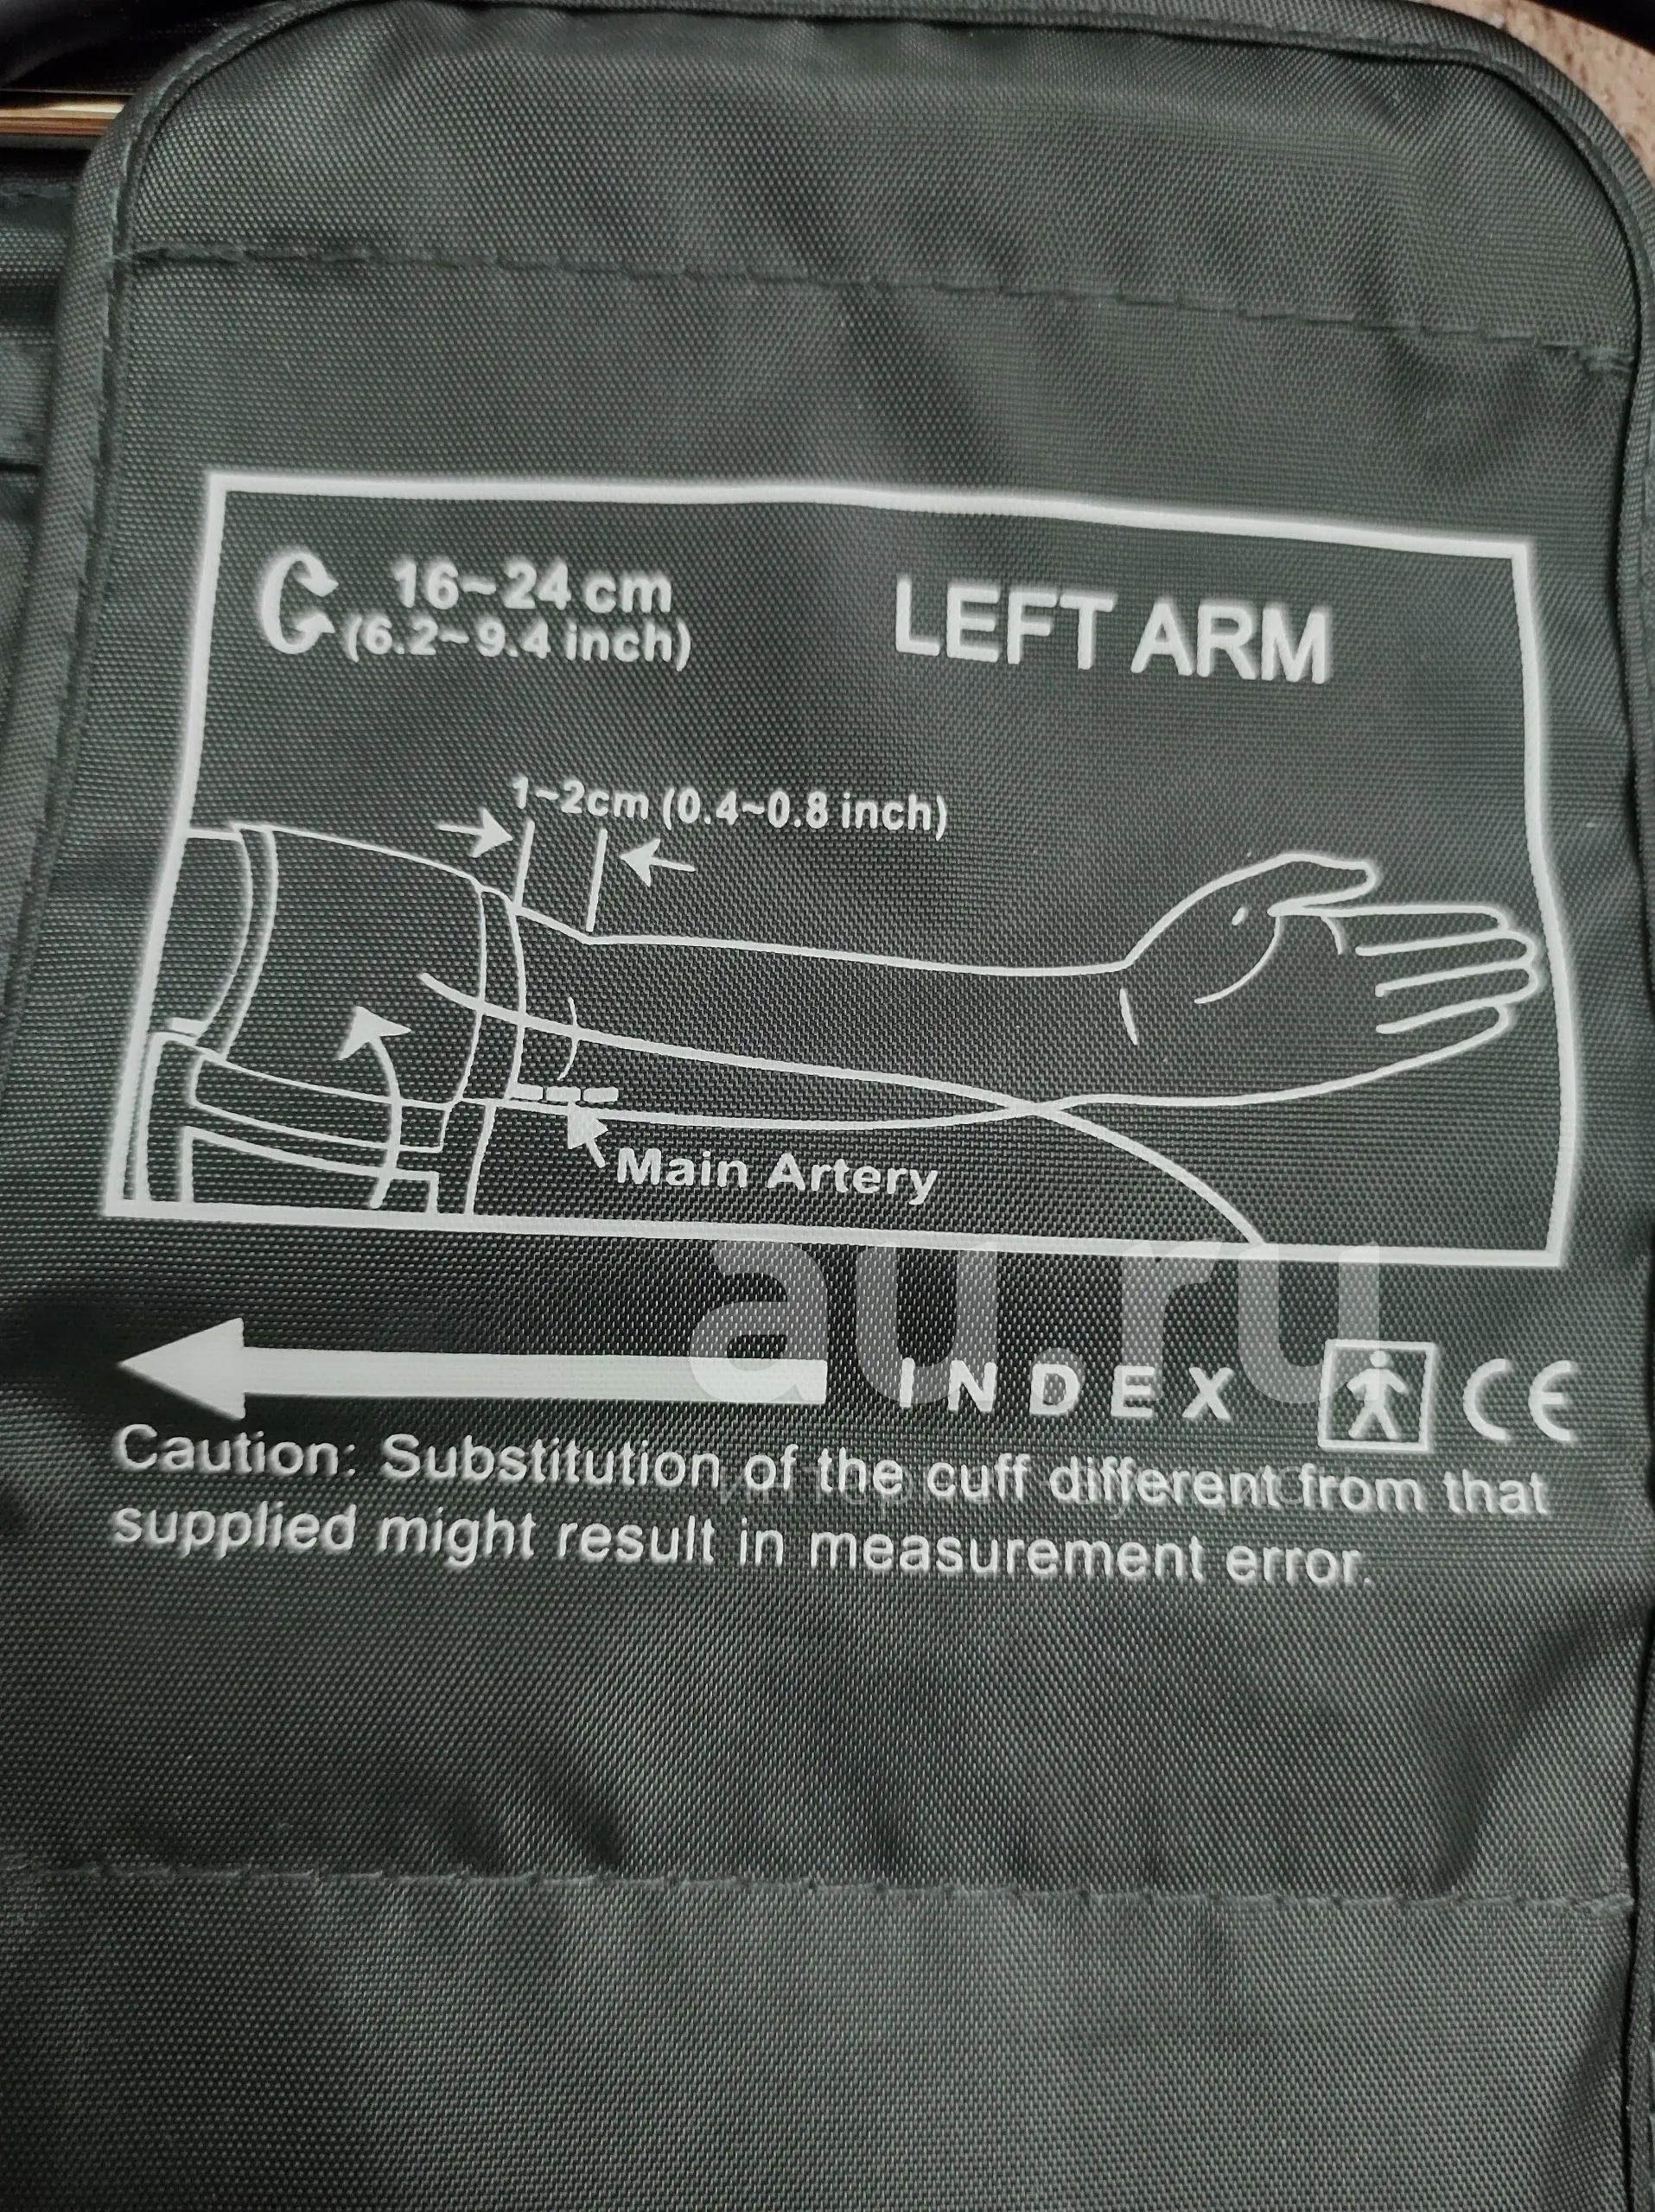 16~24 cm
(6.2~9.4 inch)
LEFT ARM
1~2cm (0.4~0.8 inch)
Main Artery
au.ru
INDEX
CE
Caution: Substitution of the cuff different from that
supplied might result in measurement error.